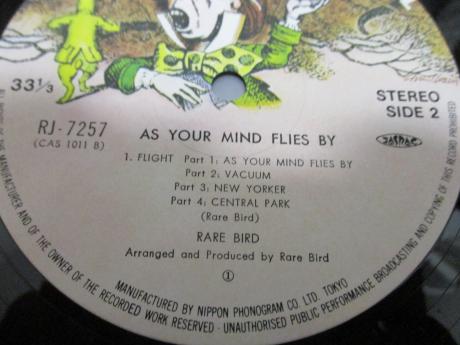 33 1/3
STEREO
SIDE 2
RJ-7257
(CAS 1011 B)
AS YOUR MIND FLIES BY
1. FLIGHT Part 1; AS YOUR MIND FLIES BY
Part 2; VACUUM
Part 3; NEW YORKER
Part 4; CENTRAL PARK
(Rare Bird)
RARE BIRD
Arranged and Produced by Rare Bird
①
MANUFACTURED BY NIPPON PHONOGRAM CO. LTD. TOKYO
MANUFACTURER AND OF THE OWNER OF THE RECORDED WORK RESERVED · UNAUTHORISED PUBLIC PERFORMANCE BROADCASTING AND COPYING OF THIS RECORD PROHIBITED